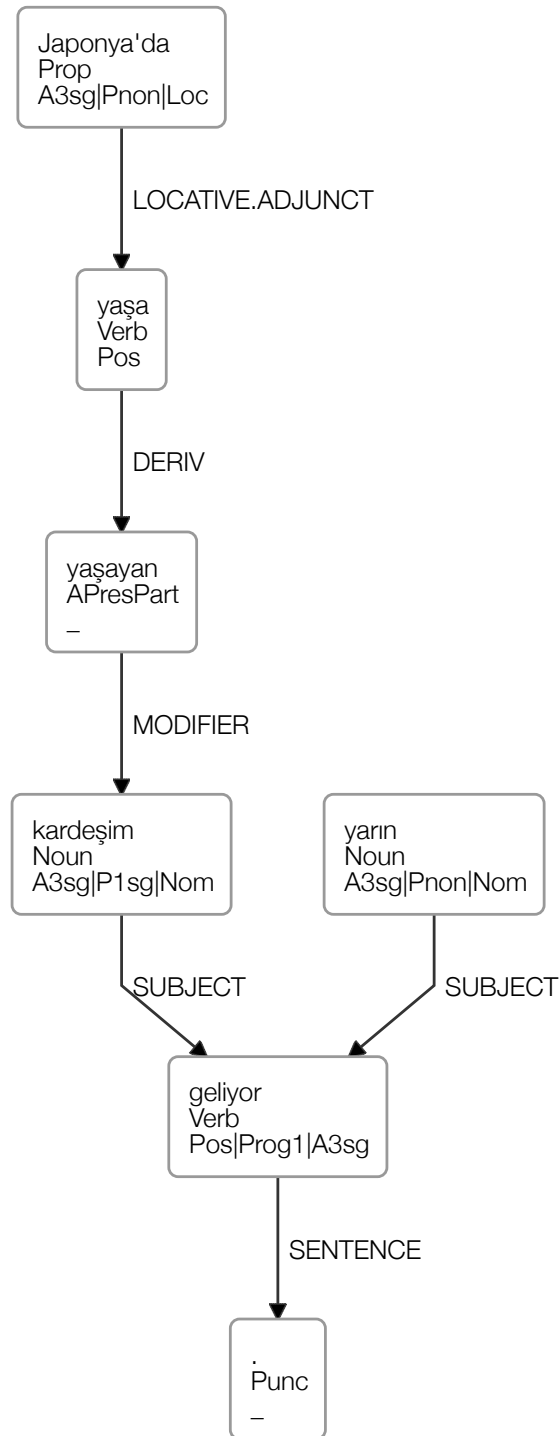 Japonya'da
Prop
A3sg|Pnon|Loc
LOCATIVE.ADJUNCT
yaşa
Verb
Pos
DERIV
yaşayan
APresPart
_
MODIFIER
kardeşim
Noun
A3sg|P1sg|Nom
yarın
Noun
A3sg|Pnon|Nom
SUBJECT
SUBJECT
geliyor
Verb
Pos|Prog1|A3sg
SENTENCE
.
Punc
_